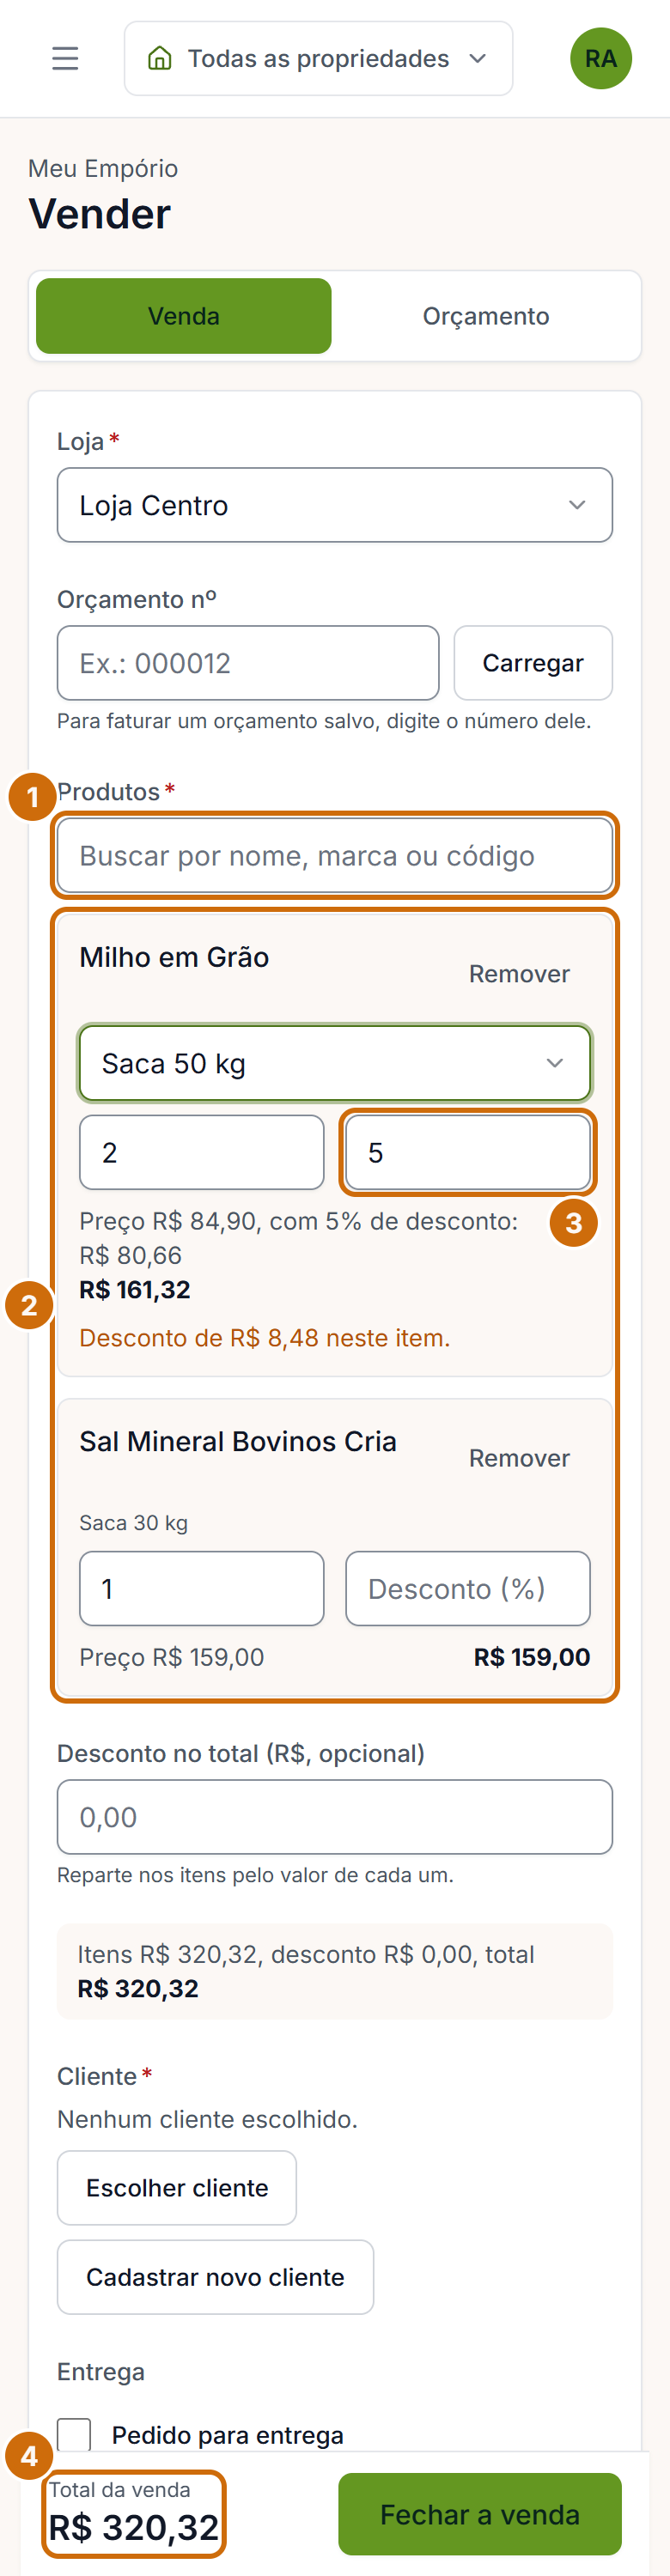 Todas as propriedades
RA
Meu Empório
Vender
Venda
Orçamento
Loja *
Loja Centro
Orçamento nº
Ex.: 000012
Carregar
Para faturar um orçamento salvo, digite o número dele.
1
Produtos *
Buscar por nome, marca ou código
Milho em Grão
Remover
Saca 50 kg
2
5
Preço R$ 84,90, com 5% de desconto:
R$ 80,66
3
R$ 161,32
2
Desconto de R$ 8,48 neste item.
Sal Mineral Bovinos Cria
Remover
Saca 30 kg
1
Desconto (%)
Preço R$ 159,00
R$ 159,00
Desconto no total (R$, opcional)
0,00
Reparte nos itens pelo valor de cada um.
Itens R$ 320,32, desconto R$ 0,00, total
R$ 320,32
Cliente *
Nenhum cliente escolhido.
Escolher cliente
Cadastrar novo cliente
Entrega
Pedido para entrega
4
Total da venda
R$ 320,32
Fechar a venda